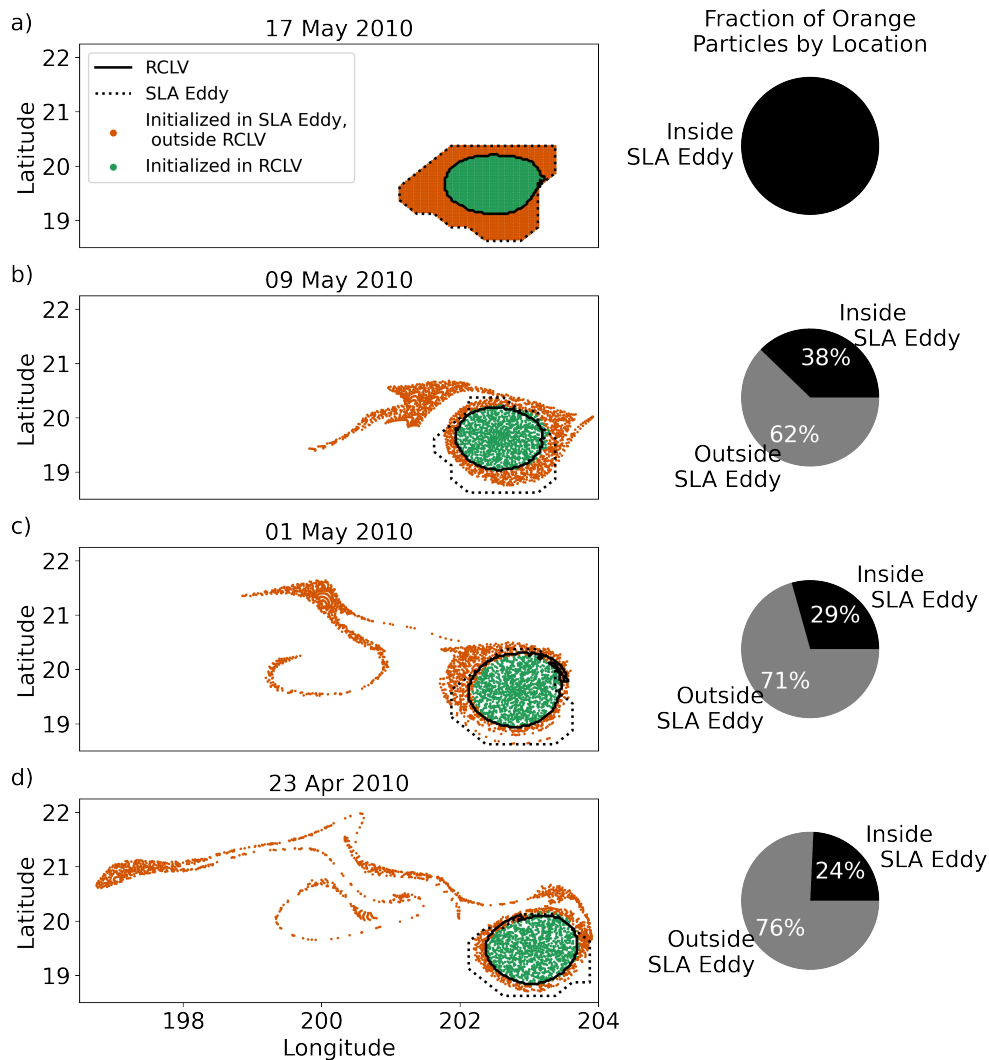 a)
17 May 2010
Fraction of Orange
Particles by Location
22
21
20
19
Latitude
RCLV
SLA Eddy
Initialized in SLA Eddy,
outside RCLV
Initialized in RCLV
Inside
SLA Eddy
b)
09 May 2010
22
21
20
19
Latitude
Inside
SLA Eddy
38%
62%
Outside
SLA Eddy
c)
01 May 2010
22
21
20
19
Latitude
Inside
SLA Eddy
29%
71%
Outside
SLA Eddy
d)
23 Apr 2010
22
21
20
19
Latitude
198
200
202
204
Longitude
Inside
SLA Eddy
24%
76%
Outside
SLA Eddy